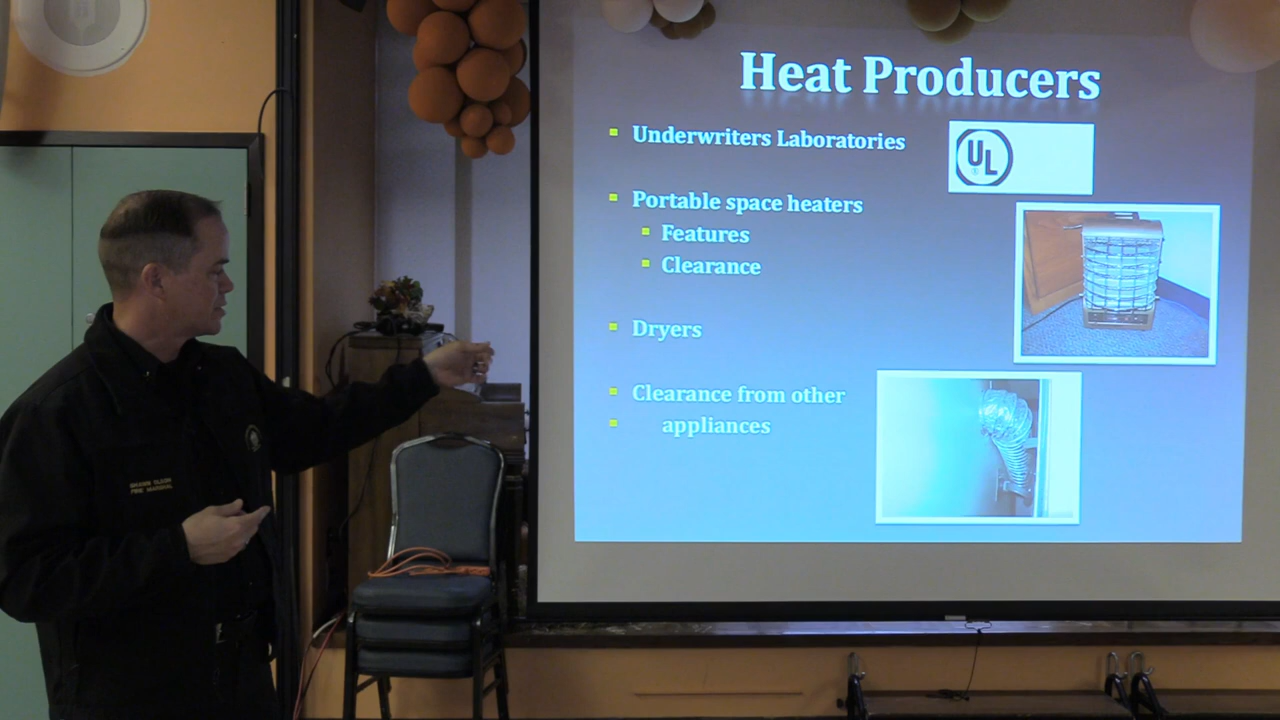 Heat Producers
Underwriters Laboratories
UL
®
Portable space heaters
Features
Clearance
Dryers
Clearance from other
appliances
FIRE MARSHAL